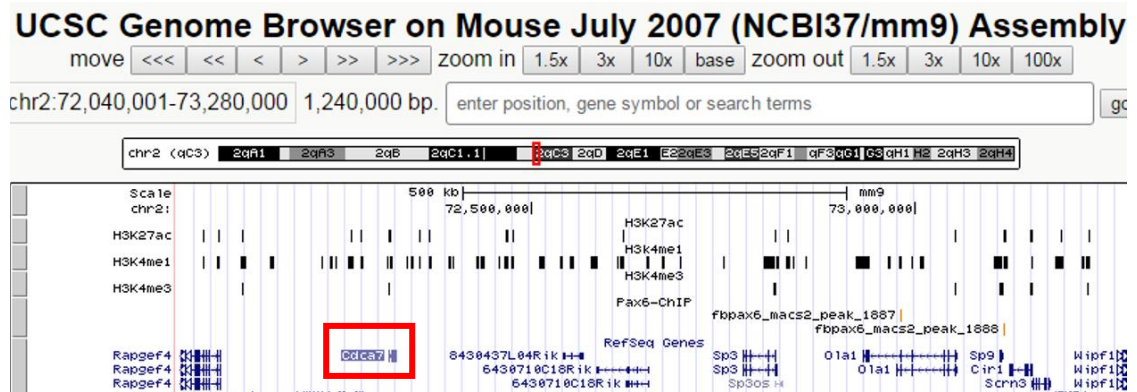 UCSC Genome Browser on Mouse July 2007 (NCBI37/mm9) Assembly
move <<< << < > >> >>> zoom in 1.5x 3x 10x base zoom out 1.5x 3x 10x 100x
chr2:72,040,001-73,280,000 1,240,000 bp. enter position, gene symbol or search terms go
chr2 (qC3) 2qA1 2qA3 2qB 2qC1.1 2qC3 2qD 2qE1 E2 2qE3 2qE5 2qF1 qF3 qG1 G3 qH1 H2 2qH3 2qH4
Scale 500 kb mm9
chr2: 72,500,000| 73,000,000|
H3K27ac
H3K27ac
H3k4me1
H3K4me1
H3K4me3
H3K4me3
Pax6-ChIP
fbpax6_macs2_peak_1887
fbpax6_macs2_peak_1888
RefSeq Genes
Rapgef4 Cdca7 8430437L04Rik Sp3 Ola1 Sp9 Wipf1
Rapgef4 6430710C18Rik Sp3 Ola1 Cir1 Wipf1
Rapgef4 6430710C18Rik Sp3os Scrn3 Wipf1